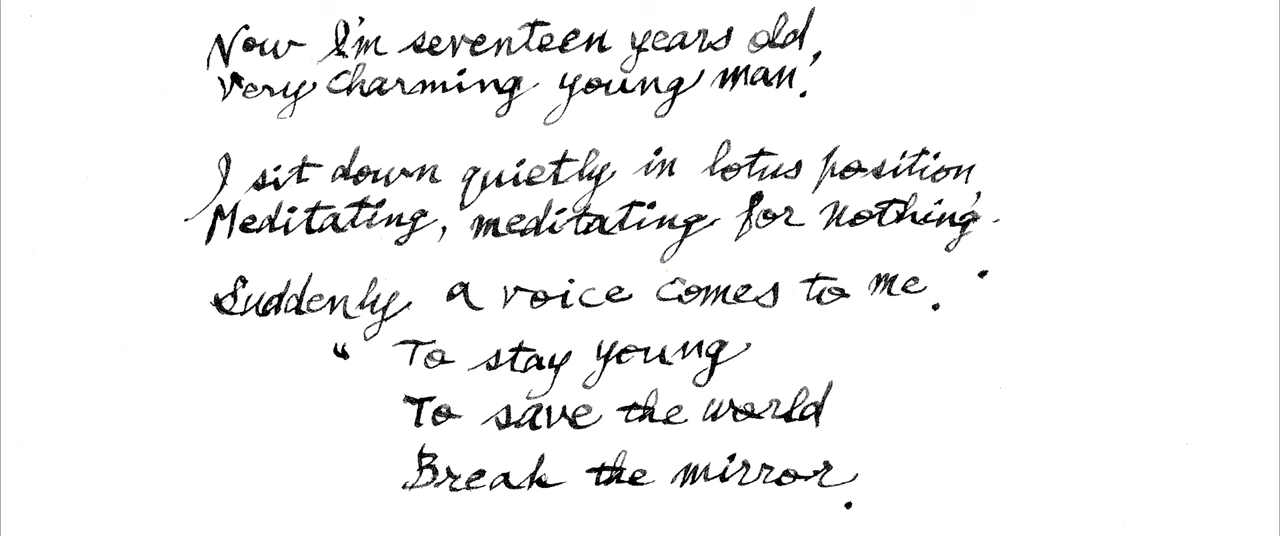 Now I'm seventeen years old,
Very charming young man!
I sit down quietly in lotus position,
Meditating, meditating for nothing.
Suddenly a voice comes to me.
" To stay young
To save the world
Break the mirror.